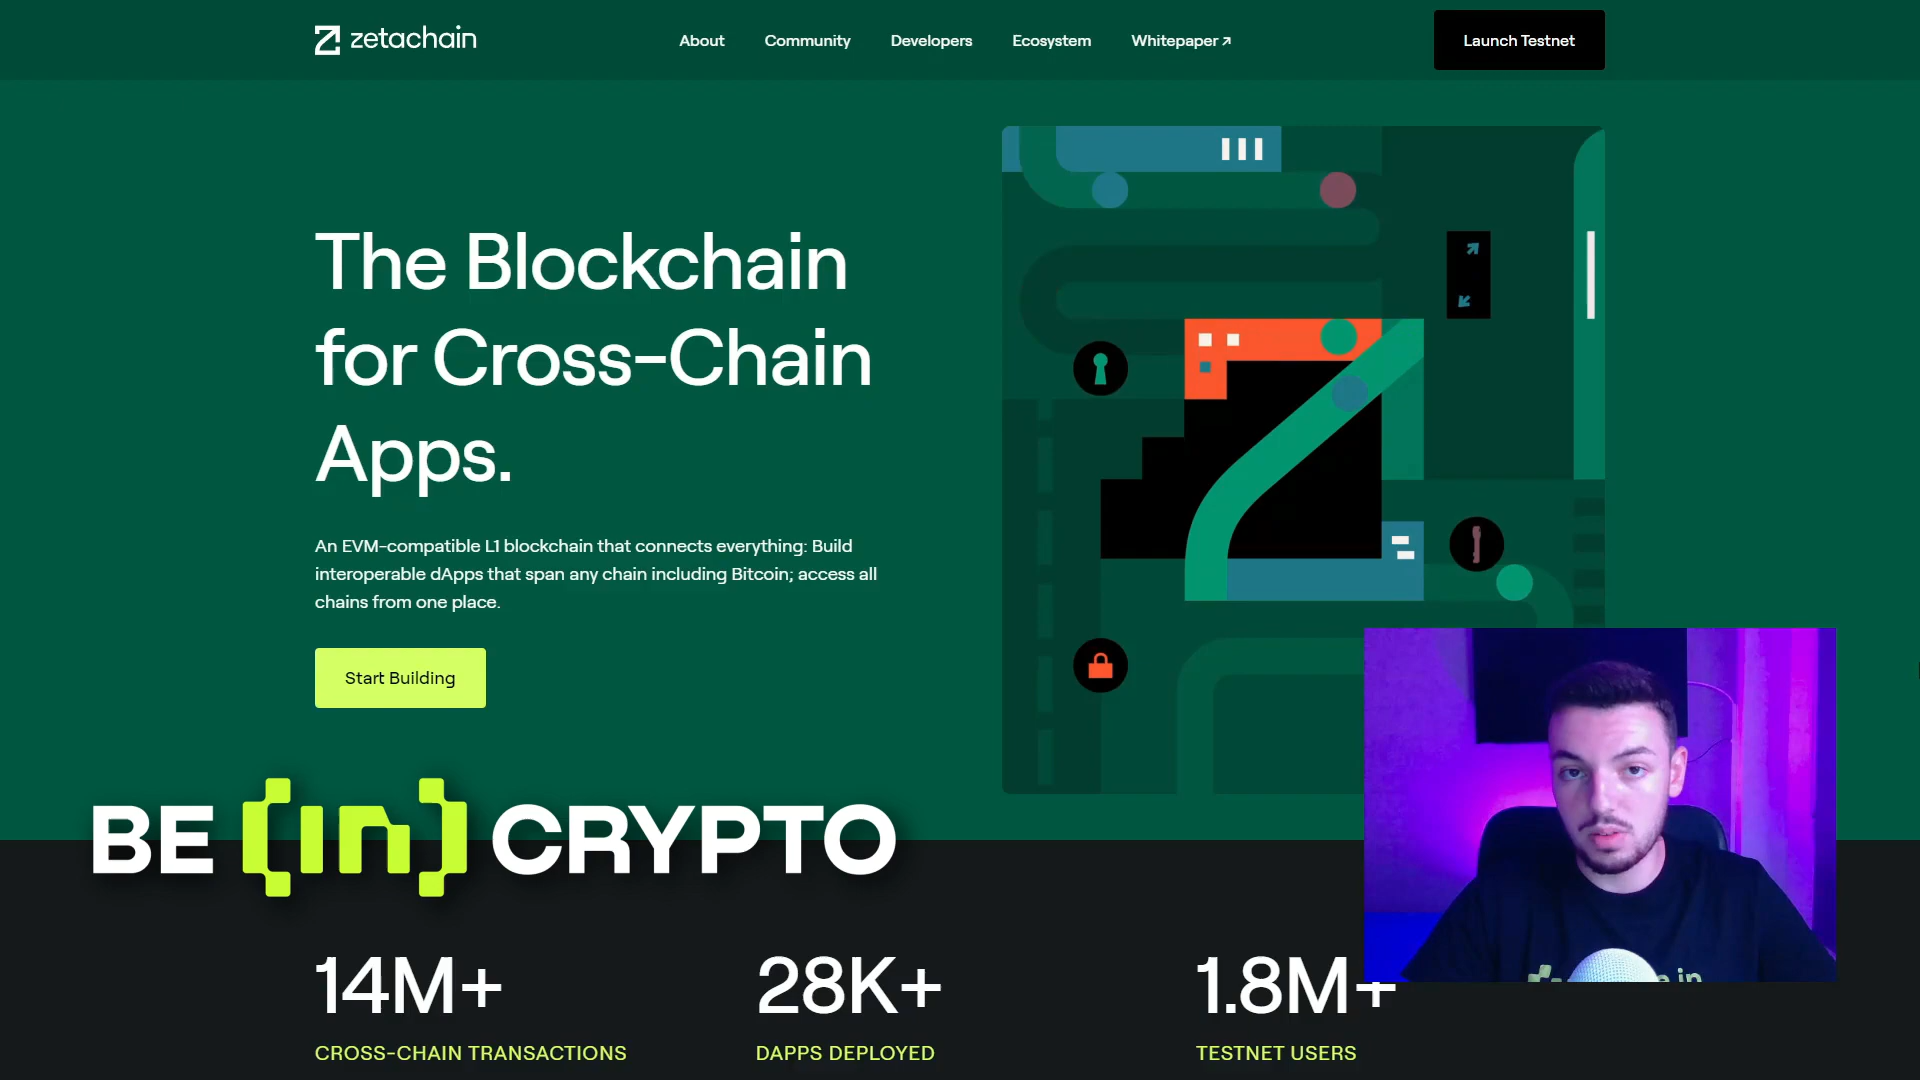 zetachain
About
Community
Developers
Ecosystem
Whitepaper
Launch Testnet
The Blockchain
for Cross-Chain
Apps.
An EVM-compatible L1 blockchain that connects everything: Build
interoperable dApps that span any chain including Bitcoin; access all
chains from one place.
Start Building
BE [in] CRYPTO
14M+
28K+
1.8M+
CROSS-CHAIN TRANSACTIONS
DAPPS DEPLOYED
TESTNET USERS